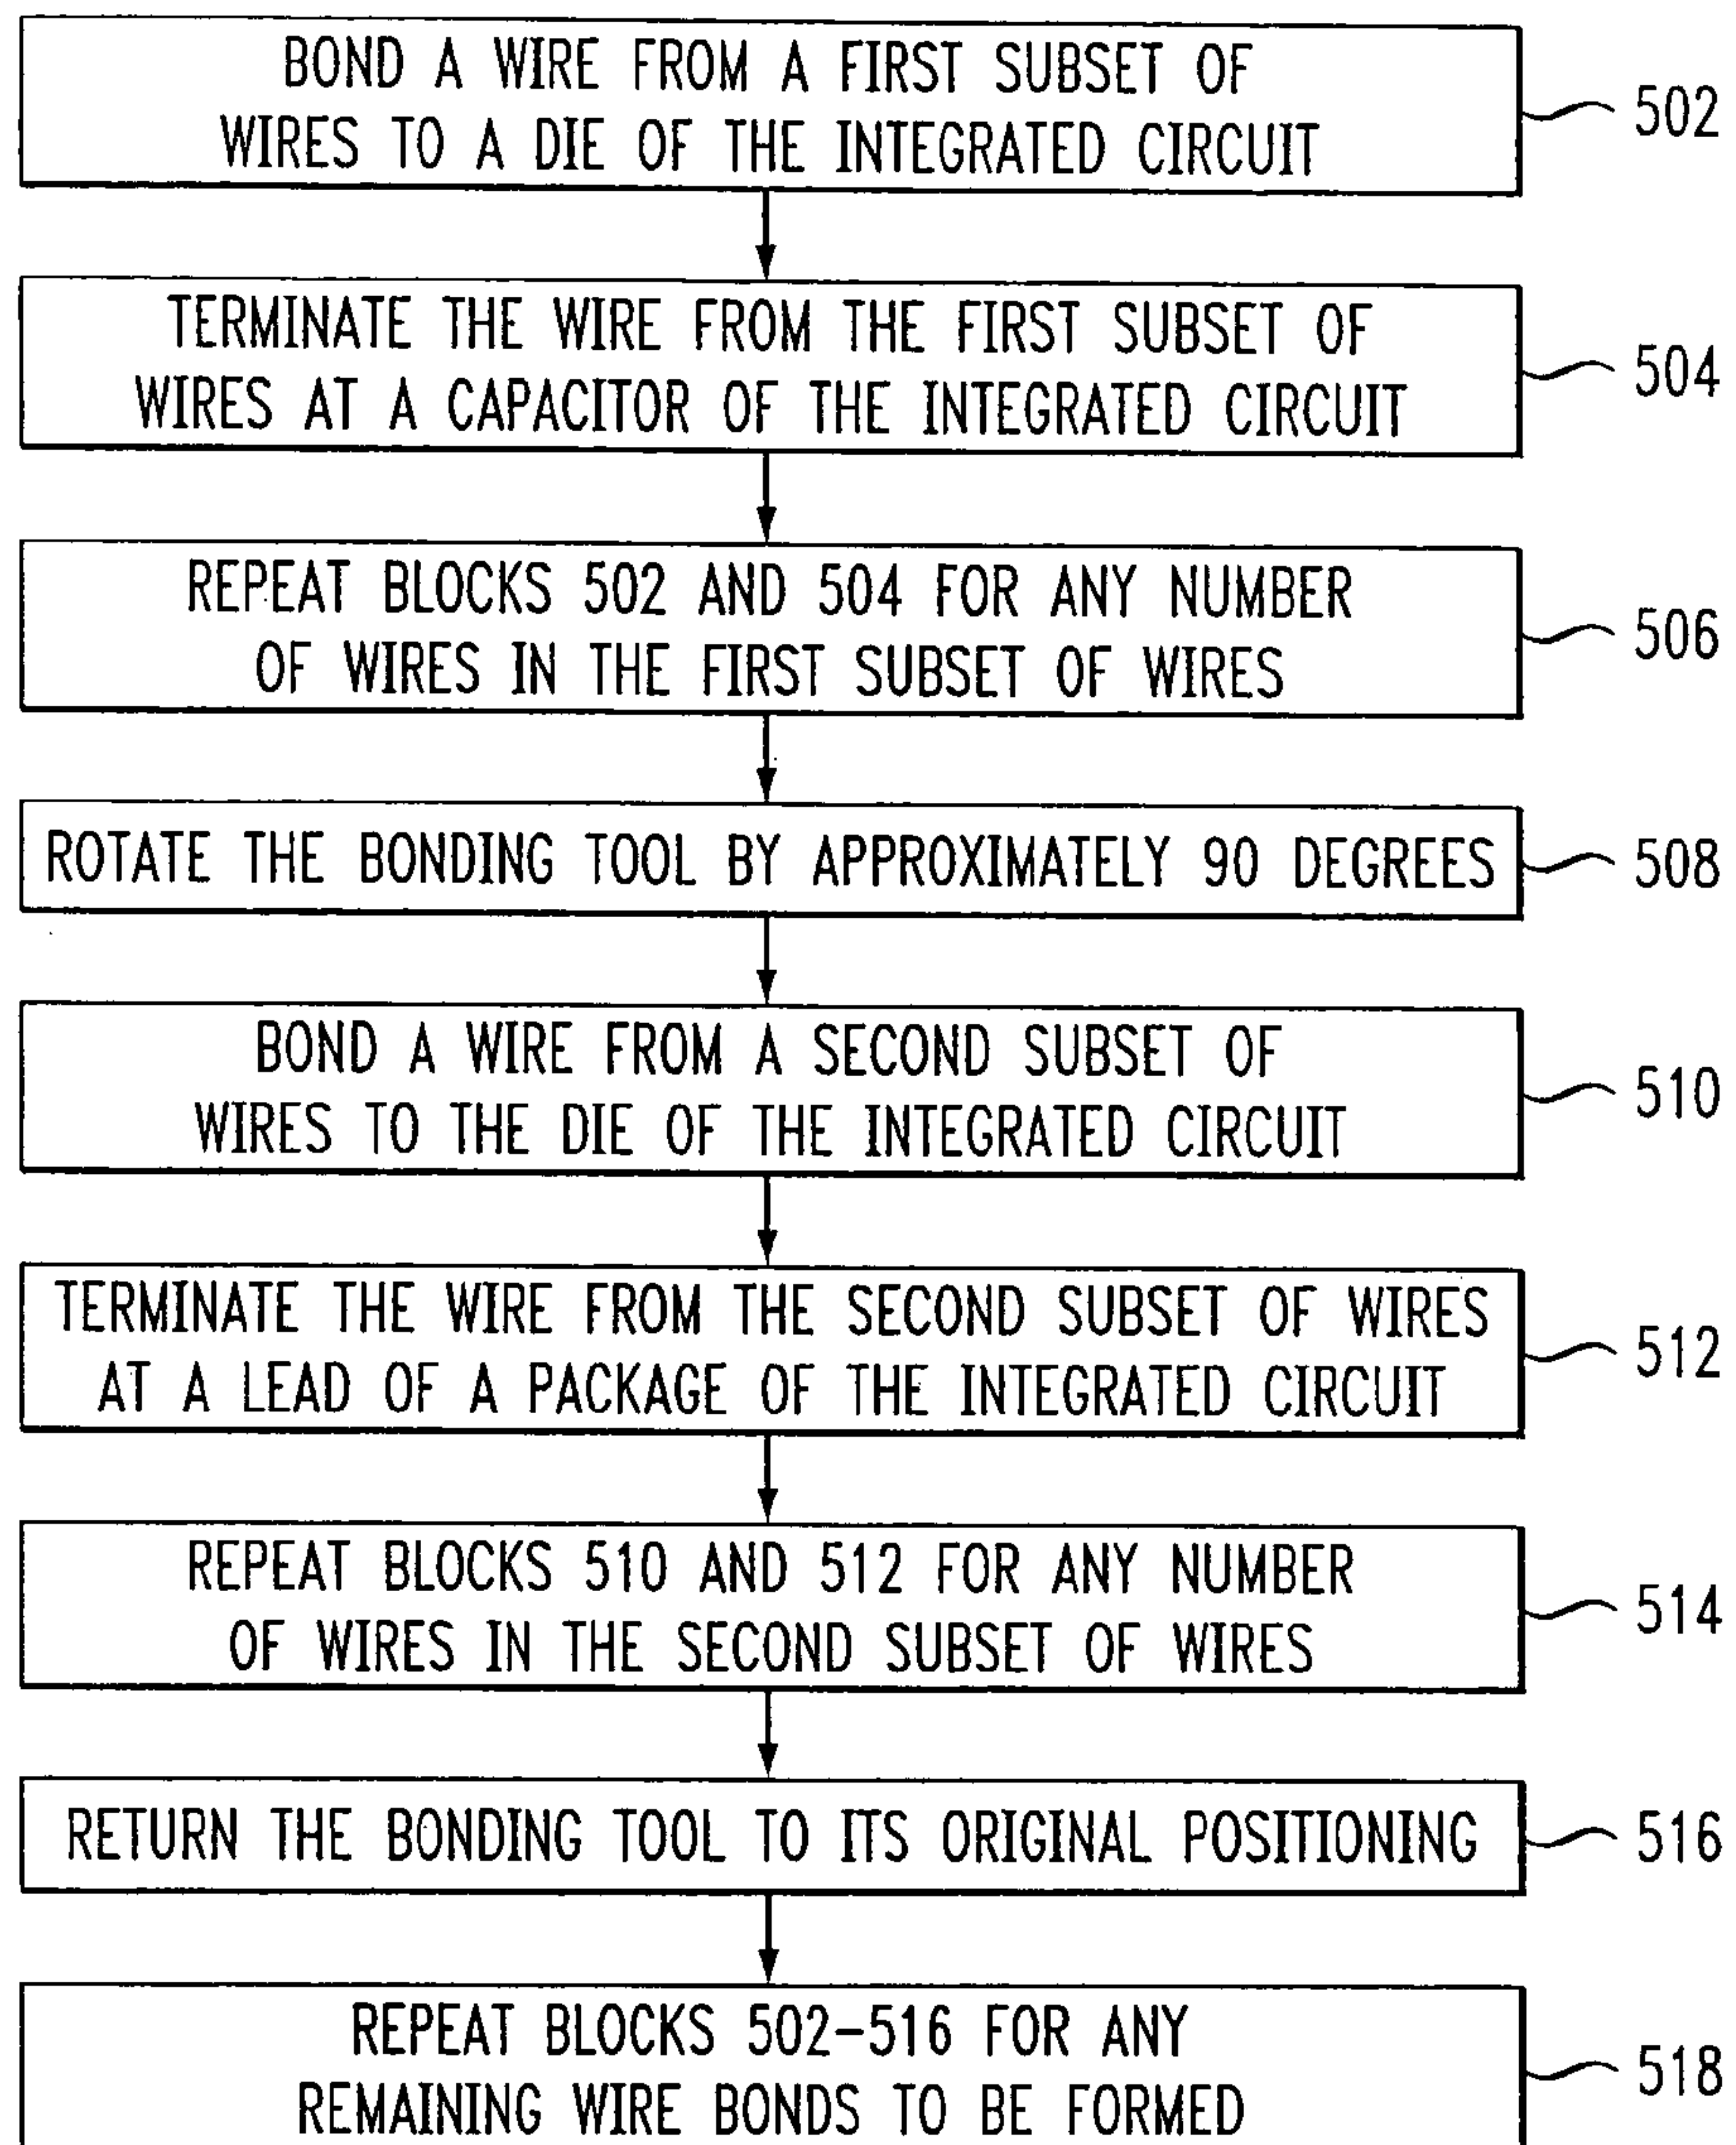 BOND A WIRE FROM A FIRST SUBSET OF
WIRES TO A DIE OF THE INTEGRATED CIRCUIT
502
TERMINATE THE WIRE FROM THE FIRST SUBSET OF
WIRES AT A CAPACITOR OF THE INTEGRATED CIRCUIT
504
REPEAT BLOCKS 502 AND 504 FOR ANY NUMBER
OF WIRES IN THE FIRST SUBSET OF WIRES
506
ROTATE THE BONDING TOOL BY APPROXIMATELY 90 DEGREES
508
BOND A WIRE FROM A SECOND SUBSET OF
WIRES TO THE DIE OF THE INTEGRATED CIRCUIT
510
TERMINATE THE WIRE FROM THE SECOND SUBSET OF WIRES
AT A LEAD OF A PACKAGE OF THE INTEGRATED CIRCUIT
512
REPEAT BLOCKS 510 AND 512 FOR ANY NUMBER
OF WIRES IN THE SECOND SUBSET OF WIRES
514
RETURN THE BONDING TOOL TO ITS ORIGINAL POSITIONING
516
REPEAT BLOCKS 502-516 FOR ANY
REMAINING WIRE BONDS TO BE FORMED
518